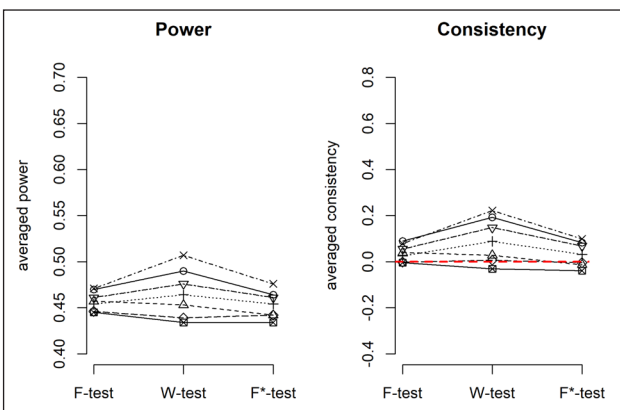 Power
averaged power
0.70
0.65
0.60
0.55
0.50
0.45
0.40
F-test W-test F*-test
Consistency
averaged consistency
0.8
0.6
0.4
0.2
0.0
-0.2
-0.4
F-test W-test F*-test